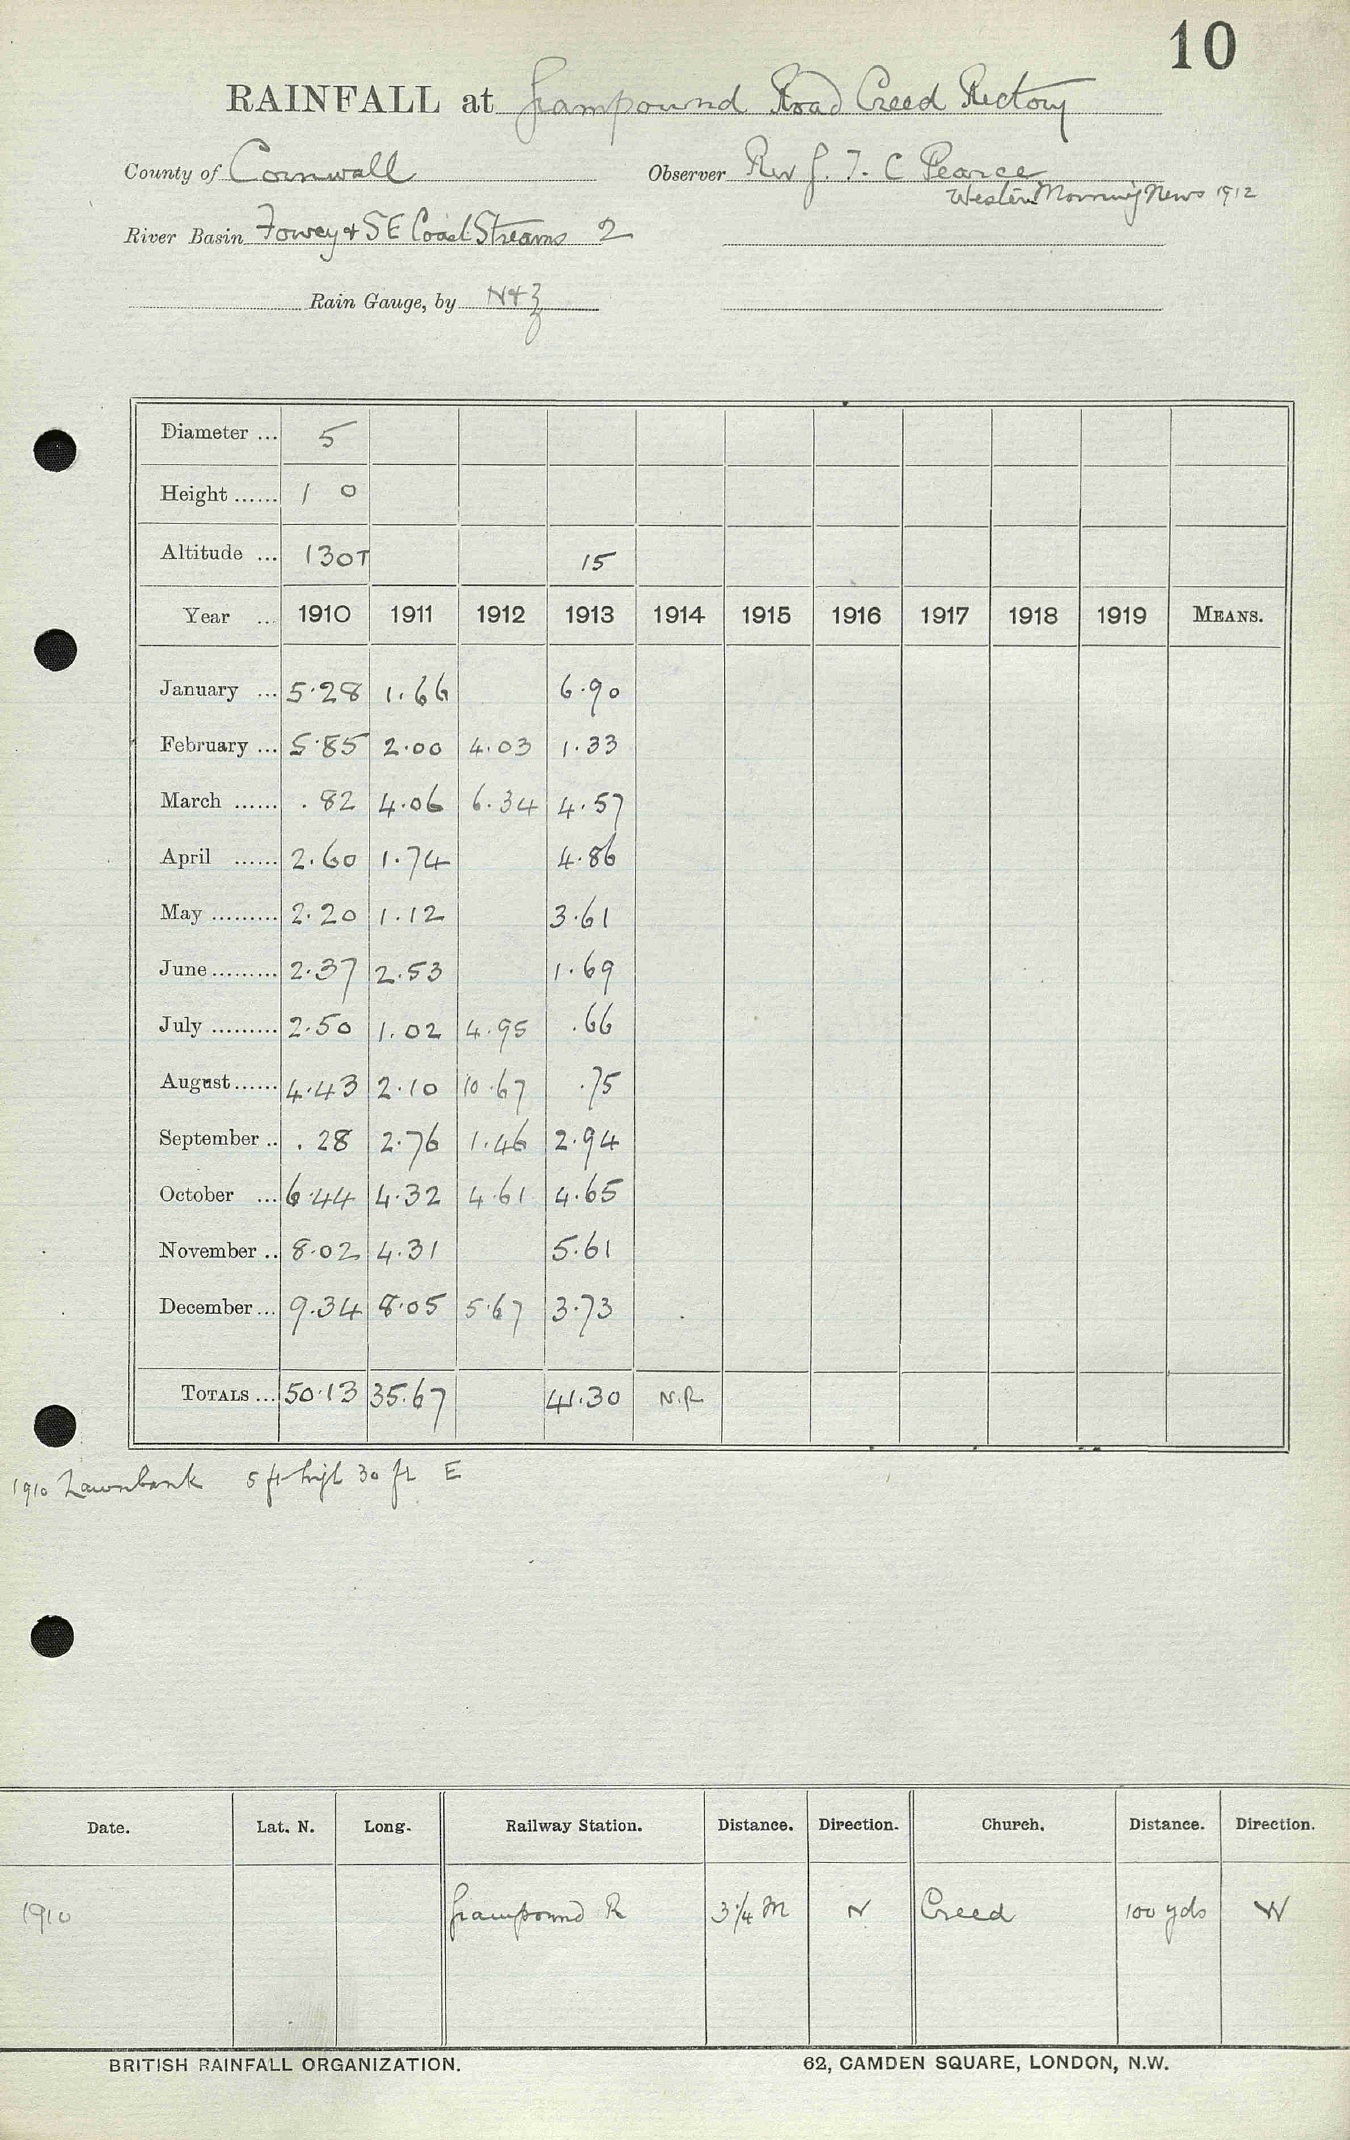 10
RAINFALL at Grampound Road Creed Rectory
County of Cornwall Observer Rev J. T. C Pearce
Western Morning News 1912
River Basin Fowey & SE Coast Streams 2
Rain Gauge, by N & Z
Diameter ... 5
Height ...... 1 0
Altitude ... 130T 15
Year ... 1910 1911 1912 1913 1914 1915 1916 1917 1918 1919 MEANS.
January ... 5.28 1.66 6.90
February ... 5.85 2.00 4.03 1.33
March ...... .82 4.06 6.34 4.57
April ...... 2.60 1.74 4.86
May ......... 2.20 1.12 3.61
June ......... 2.37 2.53 1.69
July ......... 2.50 1.02 4.95 .66
August ...... 4.43 2.10 10.67 .75
September .. .28 2.76 1.46 2.94
October ... 6.44 4.32 4.61 4.65
November .. 8.02 4.31 5.61
December ... 9.34 8.05 5.67 3.73
TOTALS ... 50.13 35.67 41.30 N.R
1910 Lawnbank 5 ft high 30 ft E
Date. Lat. N. Long. Railway Station. Distance. Direction. Church. Distance. Direction.
1910 Grampound R 3¼ M N Creed 100 yds W
BRITISH RAINFALL ORGANIZATION. 62, CAMDEN SQUARE, LONDON, N.W.